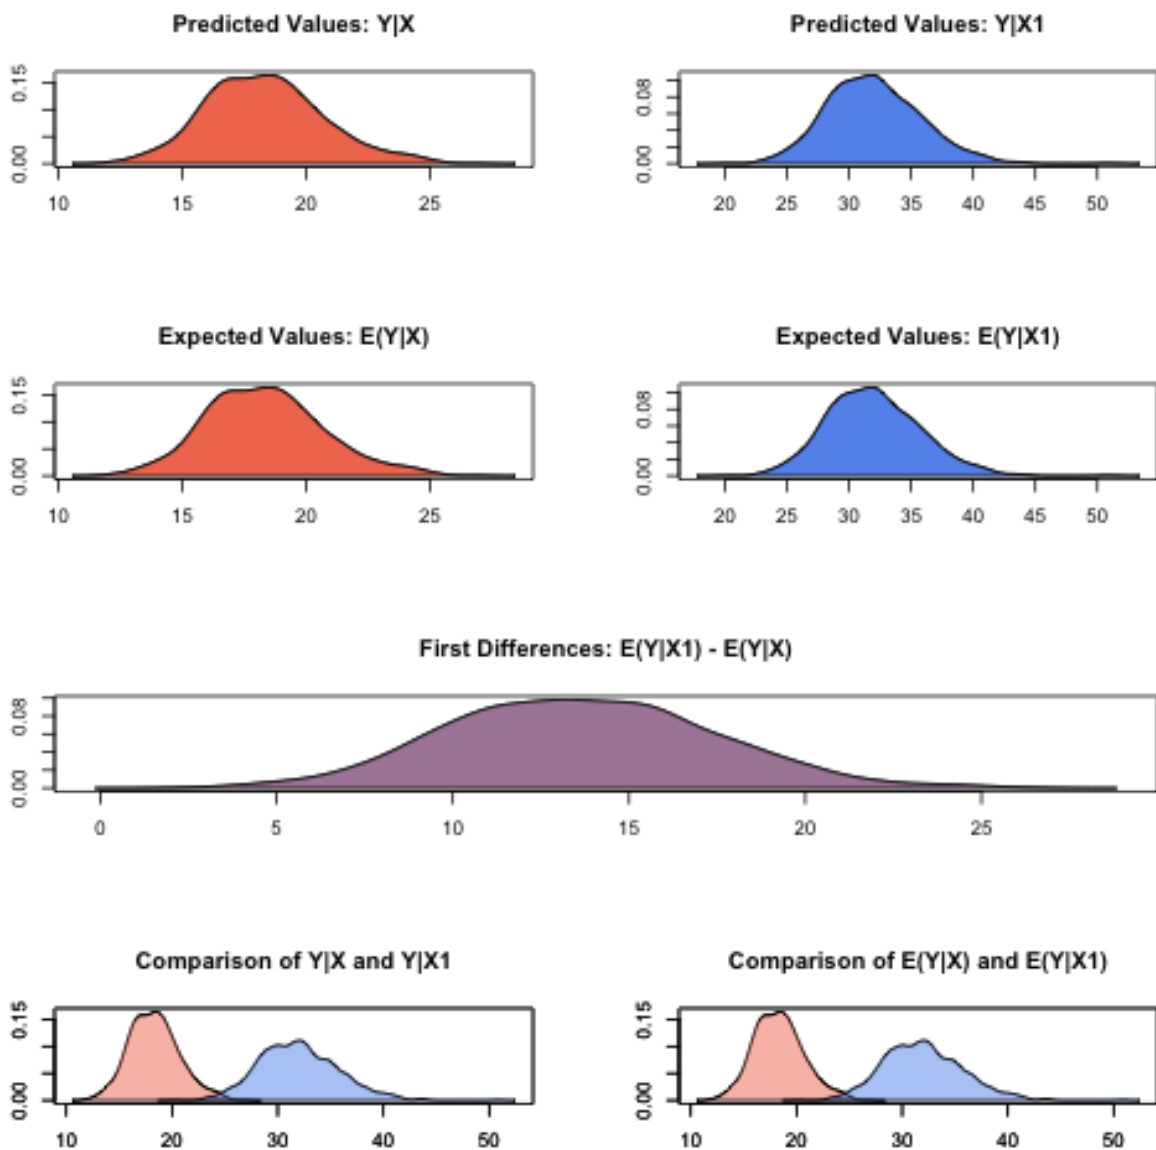 Predicted Values: Y|X
0.15
0.00
10 15 20 25
Predicted Values: Y|X1
0.08
0.00
20 25 30 35 40 45 50
Expected Values: E(Y|X)
0.15
0.00
10 15 20 25
Expected Values: E(Y|X1)
0.08
0.00
20 25 30 35 40 45 50
First Differences: E(Y|X1) - E(Y|X)
0.08
0.00
0 5 10 15 20 25
Comparison of Y|X and Y|X1
0.15
0.00
10 20 30 40 50
Comparison of E(Y|X) and E(Y|X1)
0.15
0.00
10 20 30 40 50